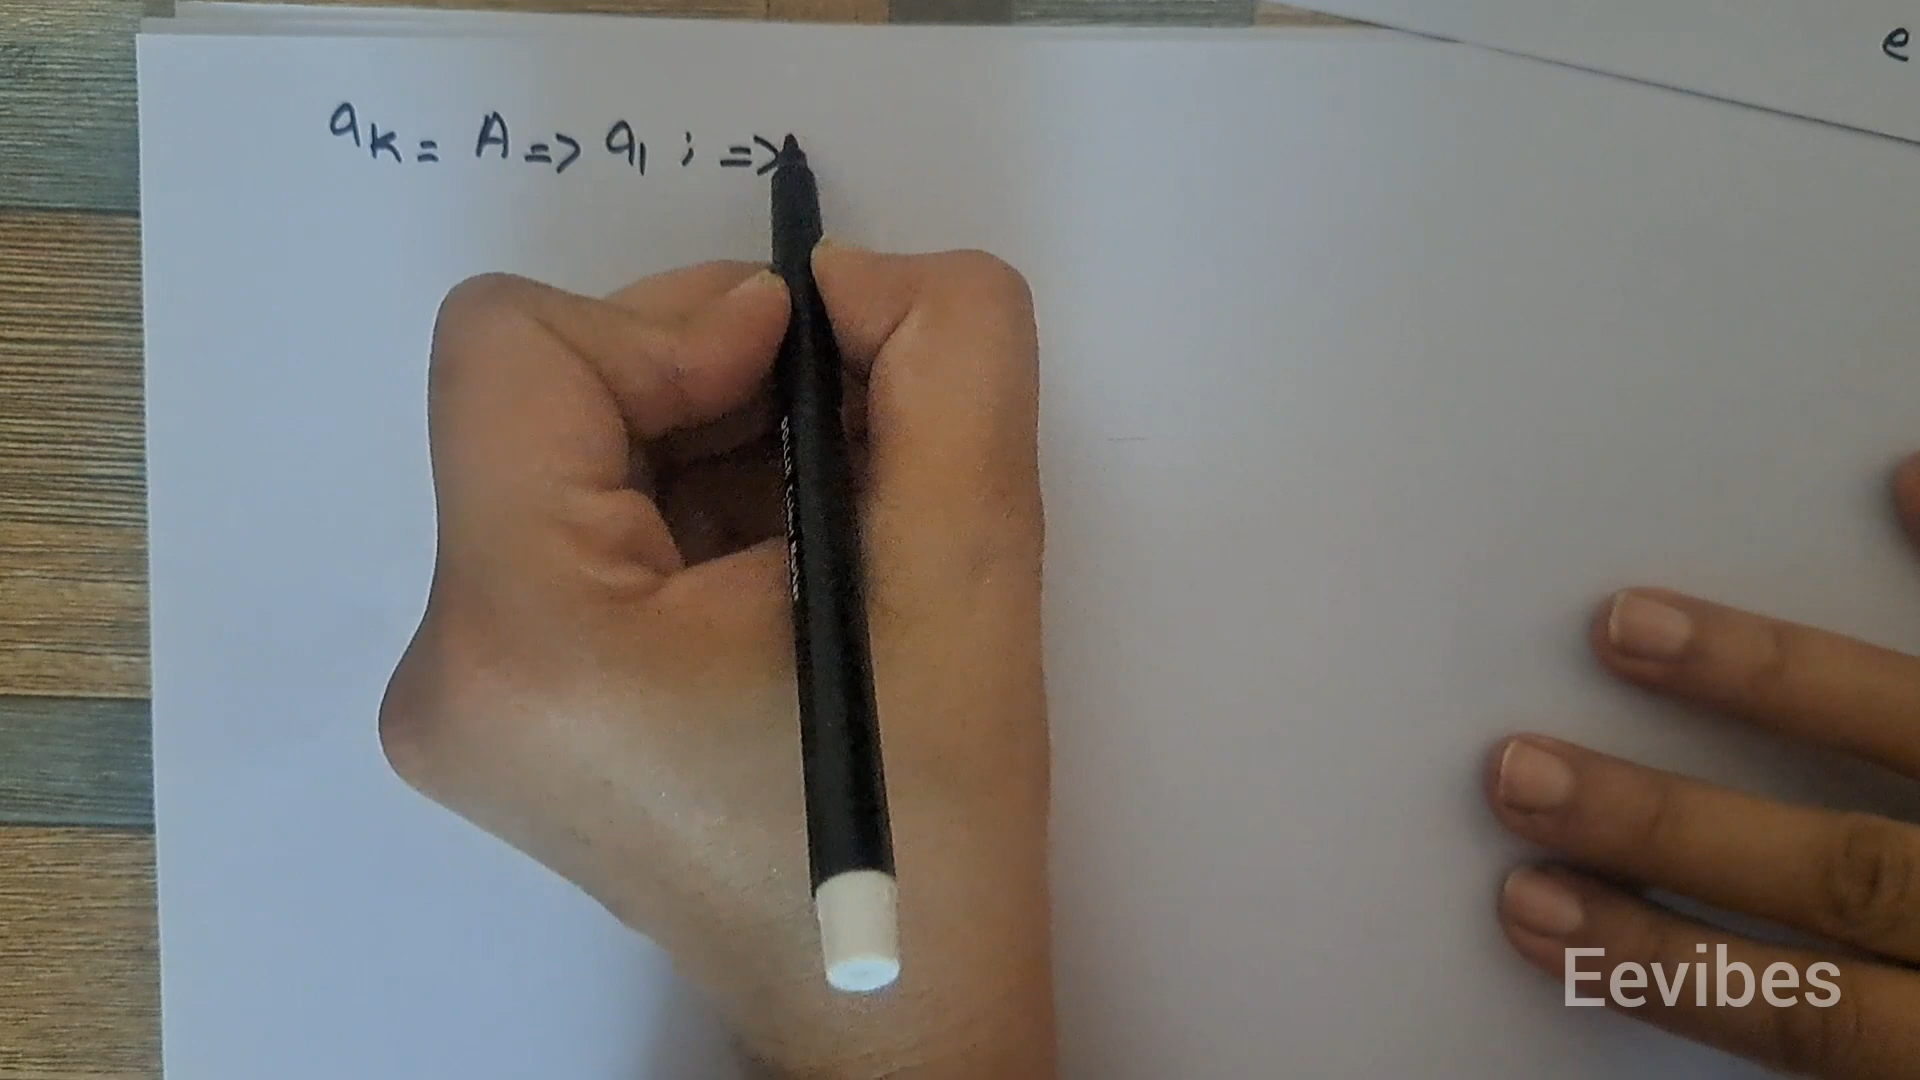 e
aₖ = A => a₁ ; =>
Eevibes